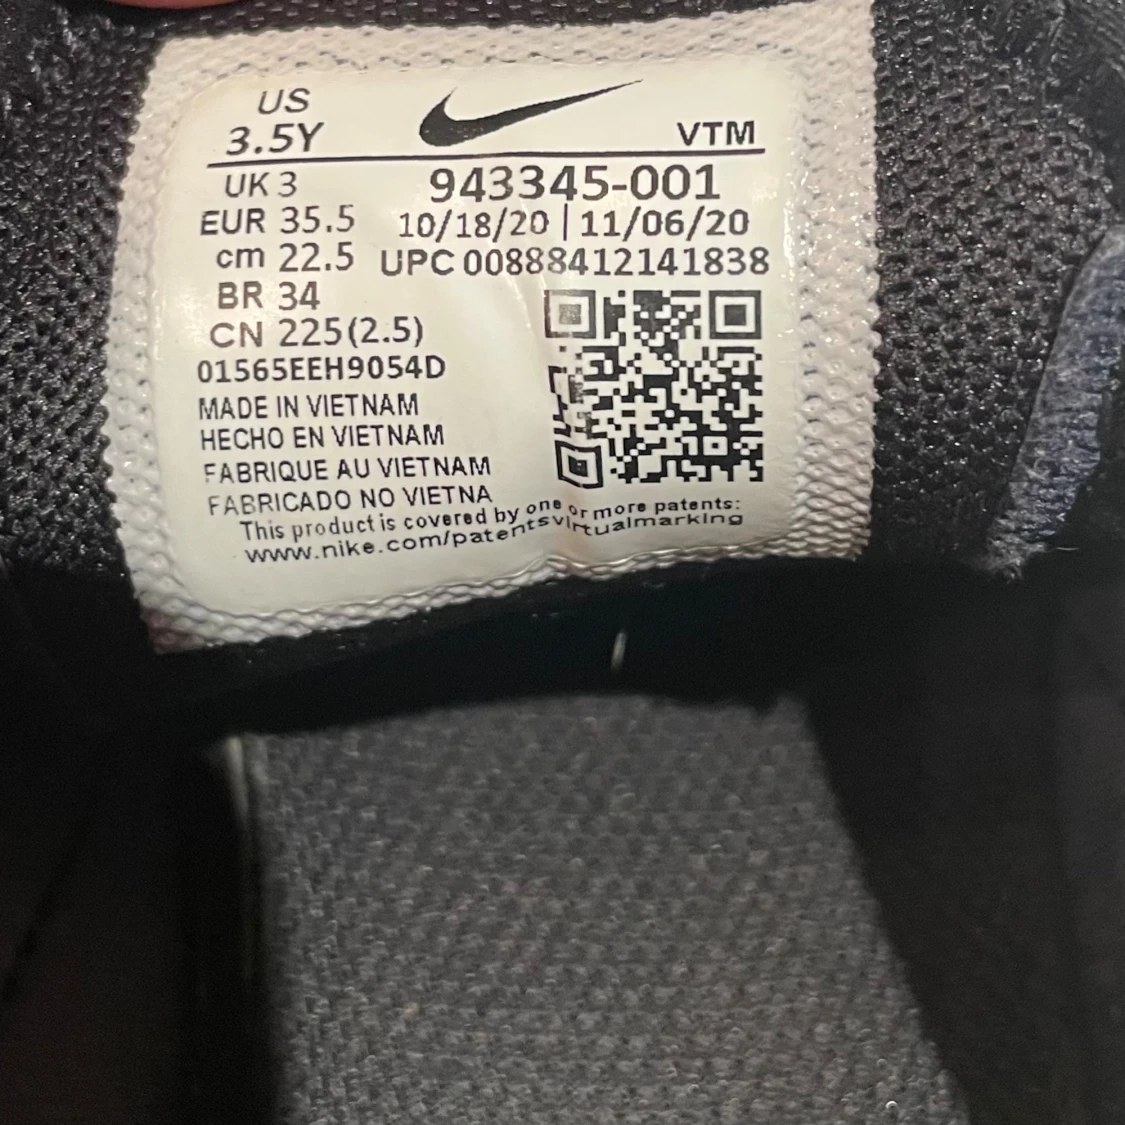 US
3.5Y
VTM
UK 3
943345-001
EUR 35.5
10/18/20 | 11/06/20
cm 22.5
UPC 00888412141838
BR 34
CN 225(2.5)
01565EEH9054D
MADE IN VIETNAM
HECHO EN VIETNAM
FABRIQUE AU VIETNAM
FABRICADO NO VIETNA
This product is covered by one or more patents:
www.nike.com/patentsvirtualmarking